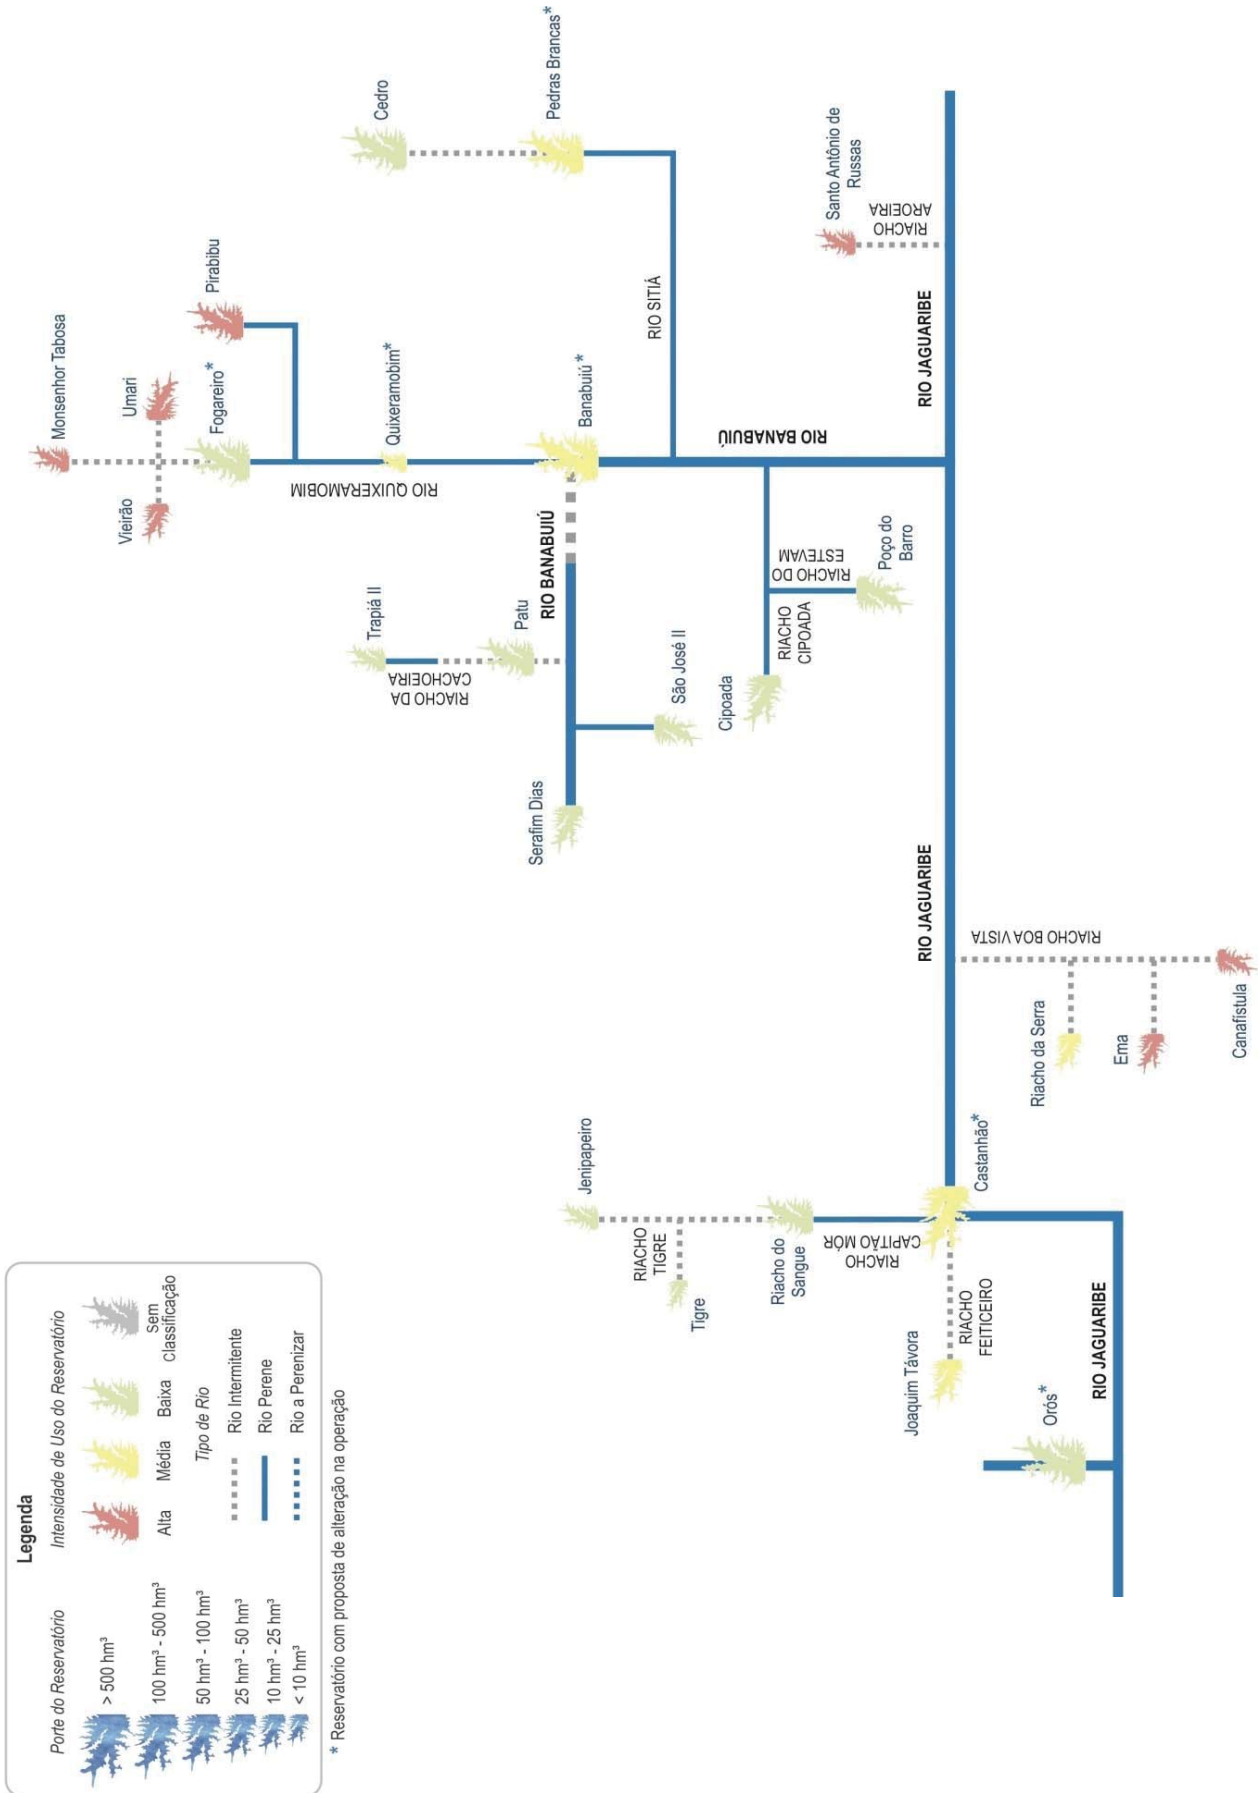 Legenda
Porte do Reservatório
> 500 hm³
100 hm³ - 500 hm³
50 hm³ - 100 hm³
25 hm³ - 50 hm³
10 hm³ - 25 hm³
< 10 hm³
Intensidade de Uso do Reservatório
Alta
Média
Baixa
Sem
Classificação
Tipo de Rio
Rio Intermitente
Rio Perene
Rio a Perenizar
* Reservatório com proposta de alteração na operação
Monsenhor Tabosa
Vieirão
Umari
Fogareiro*
Pirabibu
Cedro
Quixeramobim*
RIO QUIXERAMOBIM
Pedras Brancas*
Trapiá II
RIACHO DA
CACHOEIRA
Patu
RIO BANABUIÚ
Banabuiú*
Serafim Dias
São José II
RIO SITIÁ
RIO BANABUIÚ
Cipoada
RIACHO
CIPOADA
RIACHO DO
ESTEVAM
Poço do
Barro
Santo Antônio de
Russas
RIACHO
AROEIRA
RIO JAGUARIBE
RIO JAGUARIBE
Jenipapeiro
RIACHO
TIGRE
Tigre
Riacho do
Sangue
RIACHO
CAPITÃO MÓR
Joaquim Távora
RIACHO
FEITICEIRO
Castanhão*
RIACHO BOA VISTA
Riacho da Serra
Ema
Canafístula
Orós*
RIO JAGUARIBE